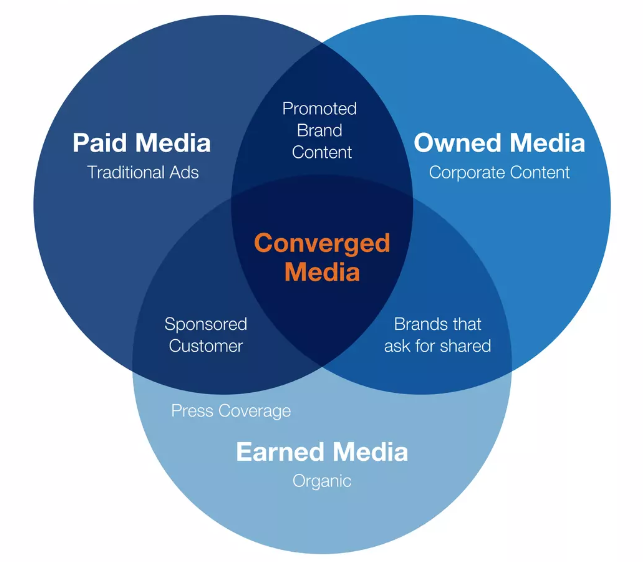 Promoted
Brand
Content
Paid Media
Traditional Ads
Owned Media
Corporate Content
Converged
Media
Sponsored
Customer
Brands that
ask for shared
Press Coverage
Earned Media
Organic